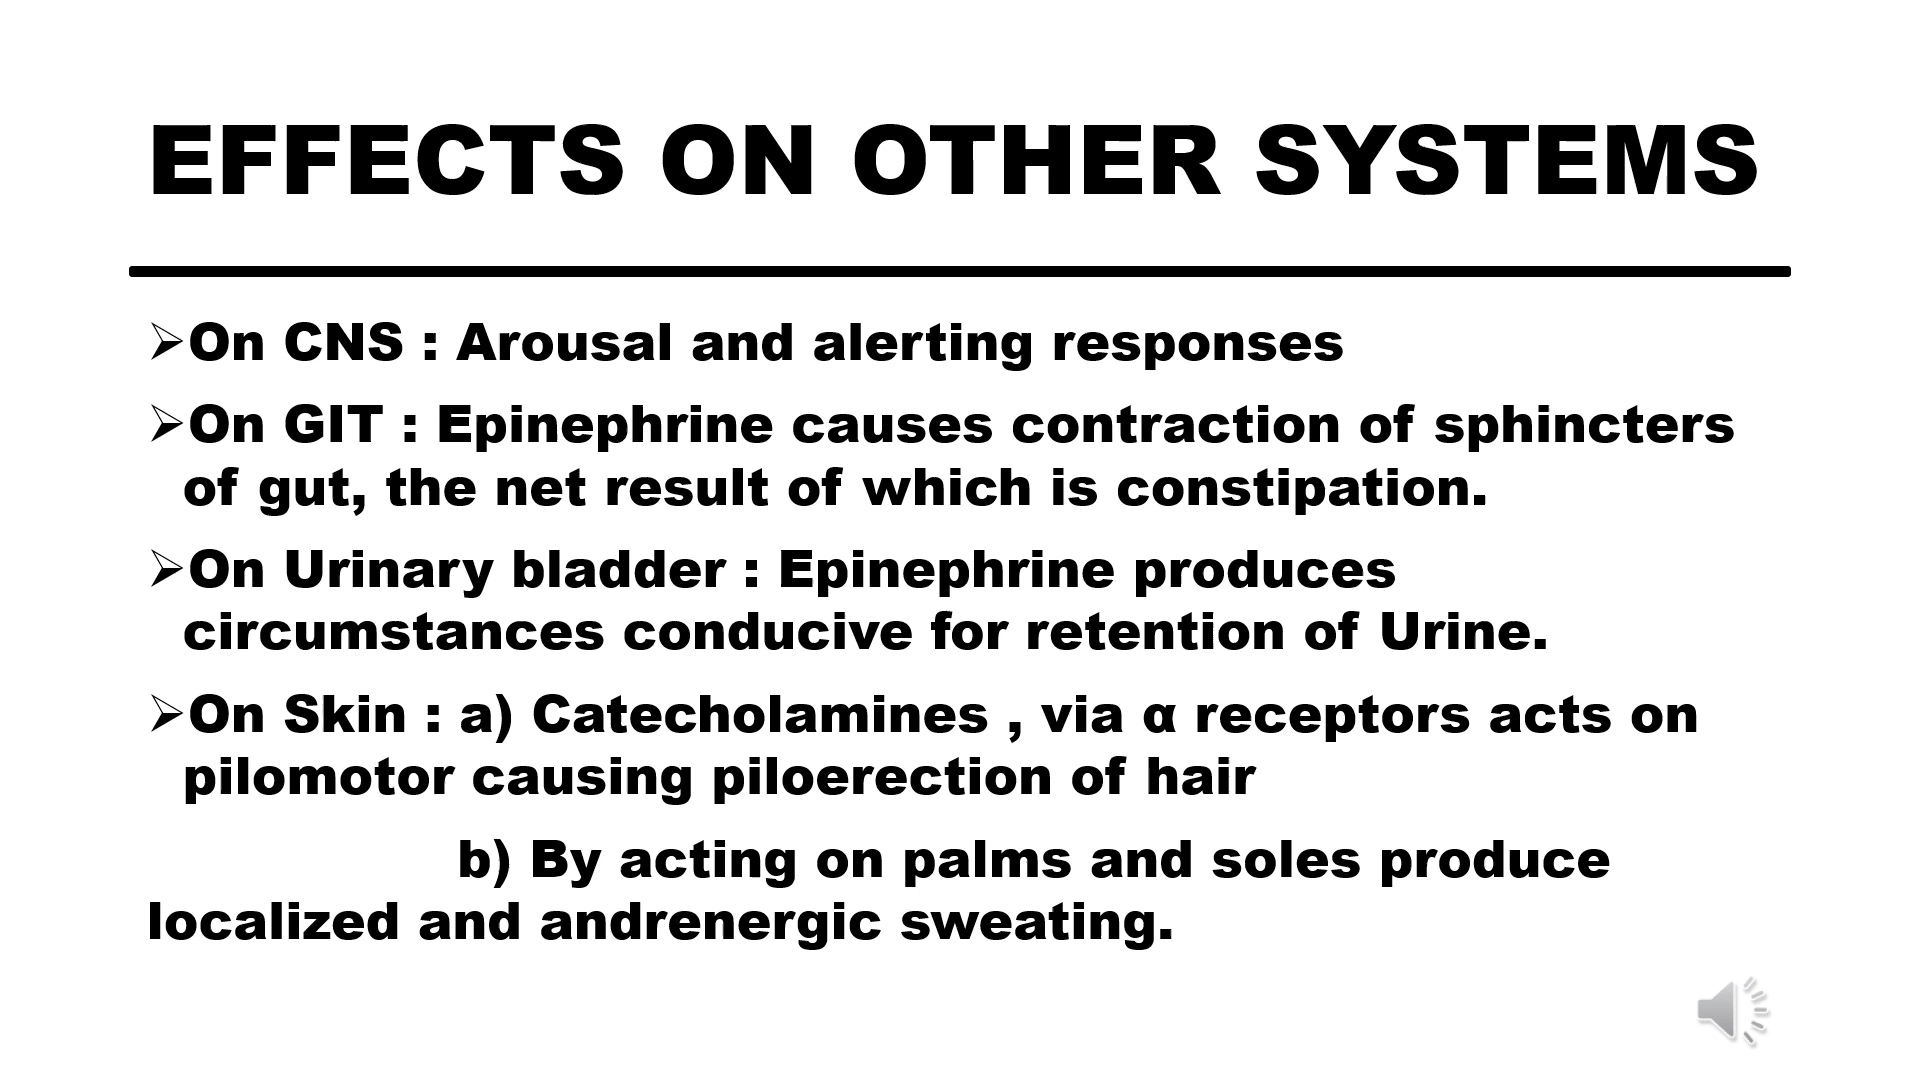 EFFECTS ON OTHER SYSTEMS
➢On CNS : Arousal and alerting responses
➢On GIT : Epinephrine causes contraction of sphincters
of gut, the net result of which is constipation.
➢On Urinary bladder : Epinephrine produces
circumstances conducive for retention of Urine.
➢On Skin : a) Catecholamines , via α receptors acts on
pilomotor causing piloerection of hair
b) By acting on palms and soles produce
localized and andrenergic sweating.